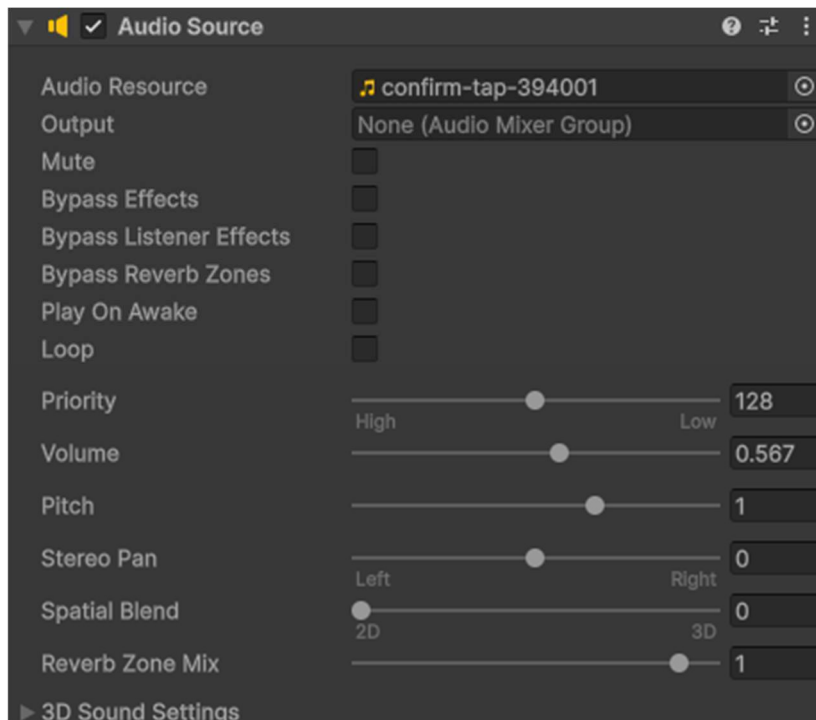 Audio Source
Audio Resource confirm-tap-394001
Output None (Audio Mixer Group)
Mute
Bypass Effects
Bypass Listener Effects
Bypass Reverb Zones
Play On Awake
Loop
Priority 128
High Low
Volume 0.567
Pitch 1
Stereo Pan 0
Left Right
Spatial Blend 0
2D 3D
Reverb Zone Mix 1
3D Sound Settings